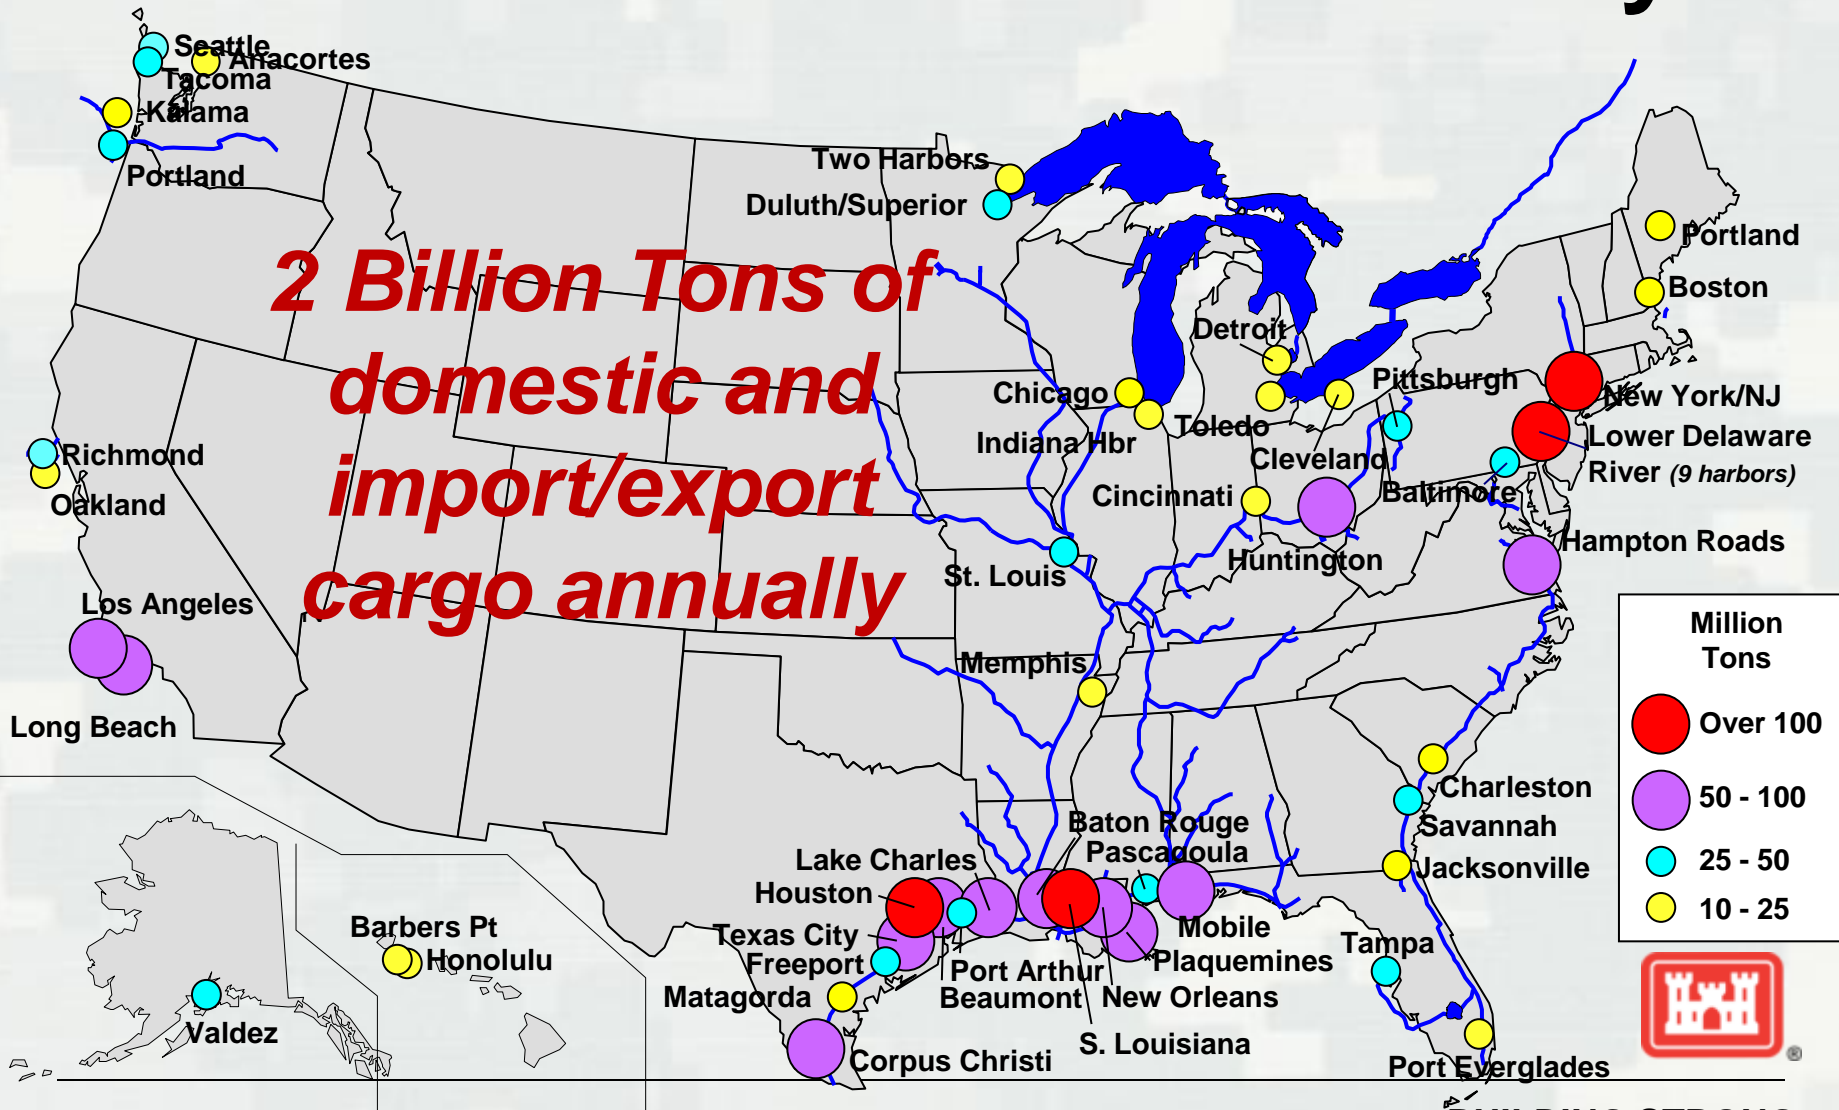 Seattle
Anacortes
Tacoma
Kalama
Portland
Two Harbors
Duluth/Superior
Portland
Boston
2 Billion Tons of
domestic and
import/export
cargo annually
Detroit
Chicago
Indiana Hbr
Toledo
Cleveland
Pittsburgh
New York/NJ
Lower Delaware
River (9 harbors)
Baltimore
Cincinnati
Huntington
Hampton Roads
Richmond
Oakland
St. Louis
Los Angeles
Long Beach
Memphis
Million
Tons
Over 100
50 - 100
25 - 50
10 - 25
Charleston
Savannah
Jacksonville
Baton Rouge
Pascagoula
Lake Charles
Houston
Texas City
Freeport
Matagorda
Port Arthur
Beaumont
New Orleans
Mobile
Plaquemines
S. Louisiana
Corpus Christi
Tampa
Port Everglades
Barbers Pt
Honolulu
Valdez
BUILDING STRONG